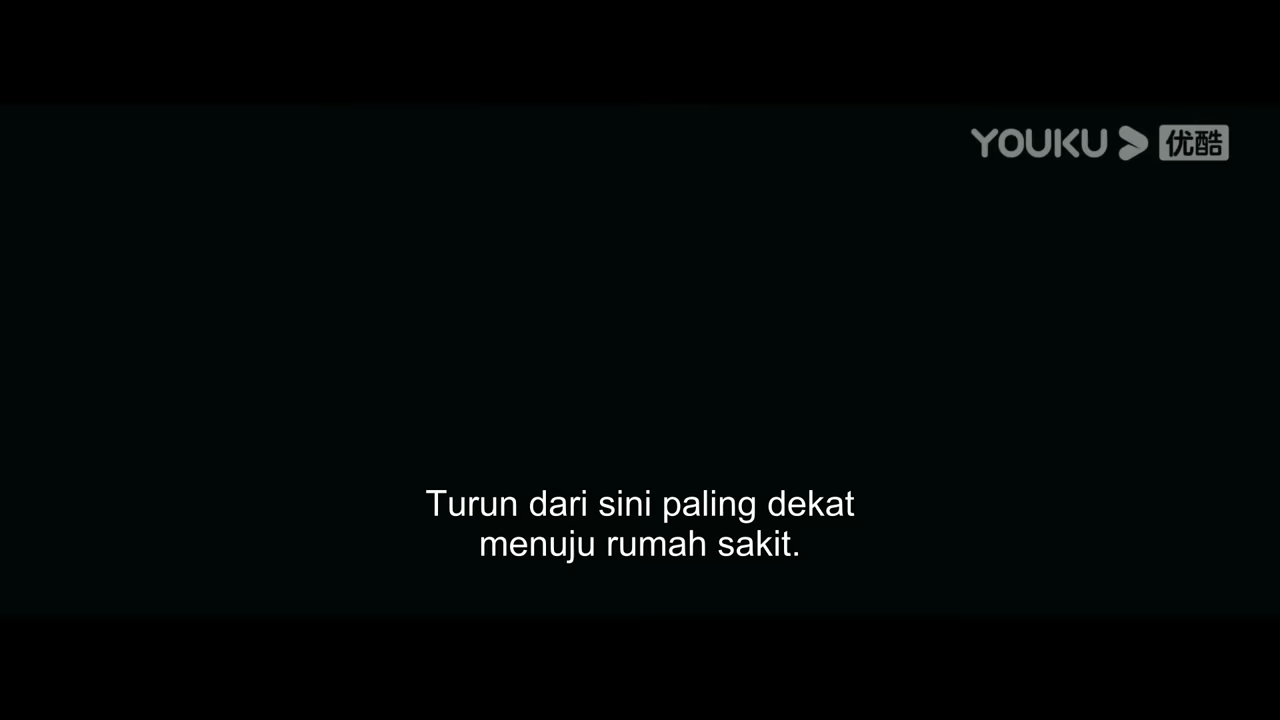 YOUKU 优酷
Turun dari sini paling dekat
menuju rumah sakit.